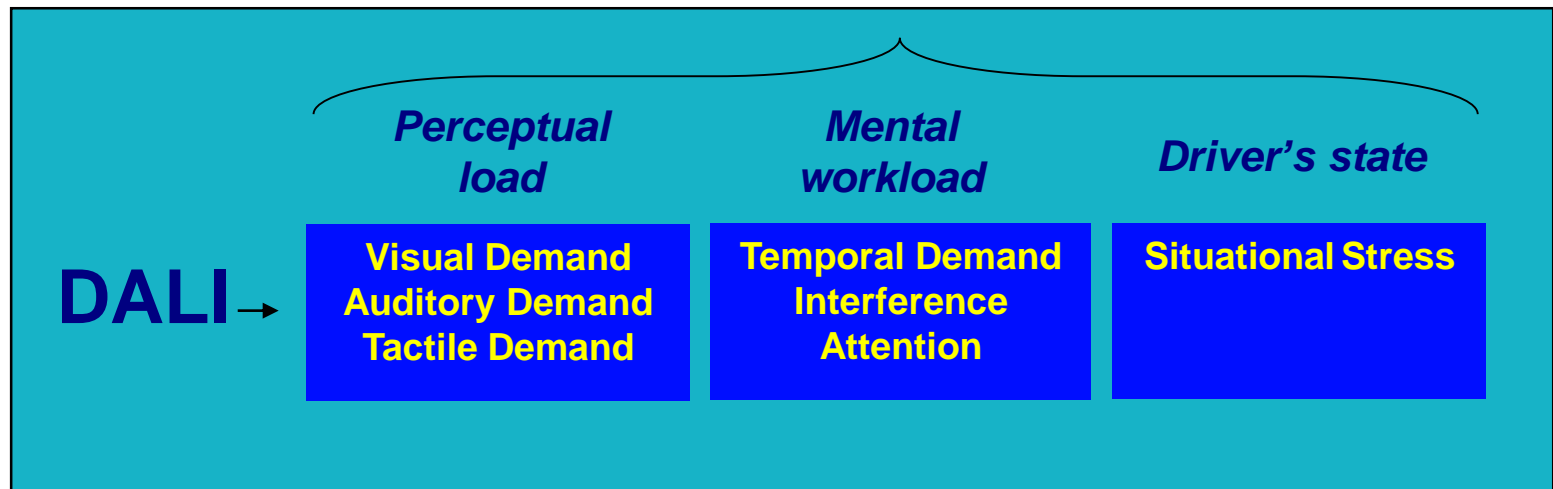 Perceptual
load
Mental
workload
Driver’s state
DALI
Visual Demand
Auditory Demand
Tactile Demand
Temporal Demand
Interference
Attention
Situational Stress